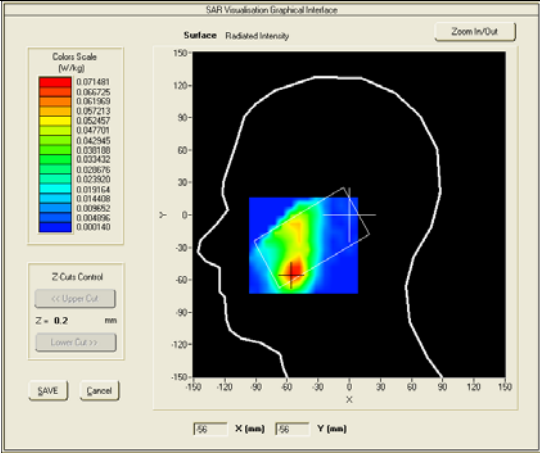 SAR Visualisation Graphical Interface
Surface Radiated Intensity
Zoom In/Out
Colors Scale
(W/kg)
0.071481
0.066725
0.061969
0.057213
0.052457
0.047701
0.042945
0.038188
0.033432
0.028676
0.023920
0.019164
0.014408
0.009652
0.004896
0.000140
Z-Cuts Control
<< Upper Cut
Z = 0.2 mm
Lower Cut >>
SAVE Cancel
150-
120-
90-
60-
30-
0-
-30-
-60-
-90-
-120-
-150-
Y
-150 -120 -90 -60 -30 0 30 60 90 120 150
X
-56 X (mm) -56 Y (mm)